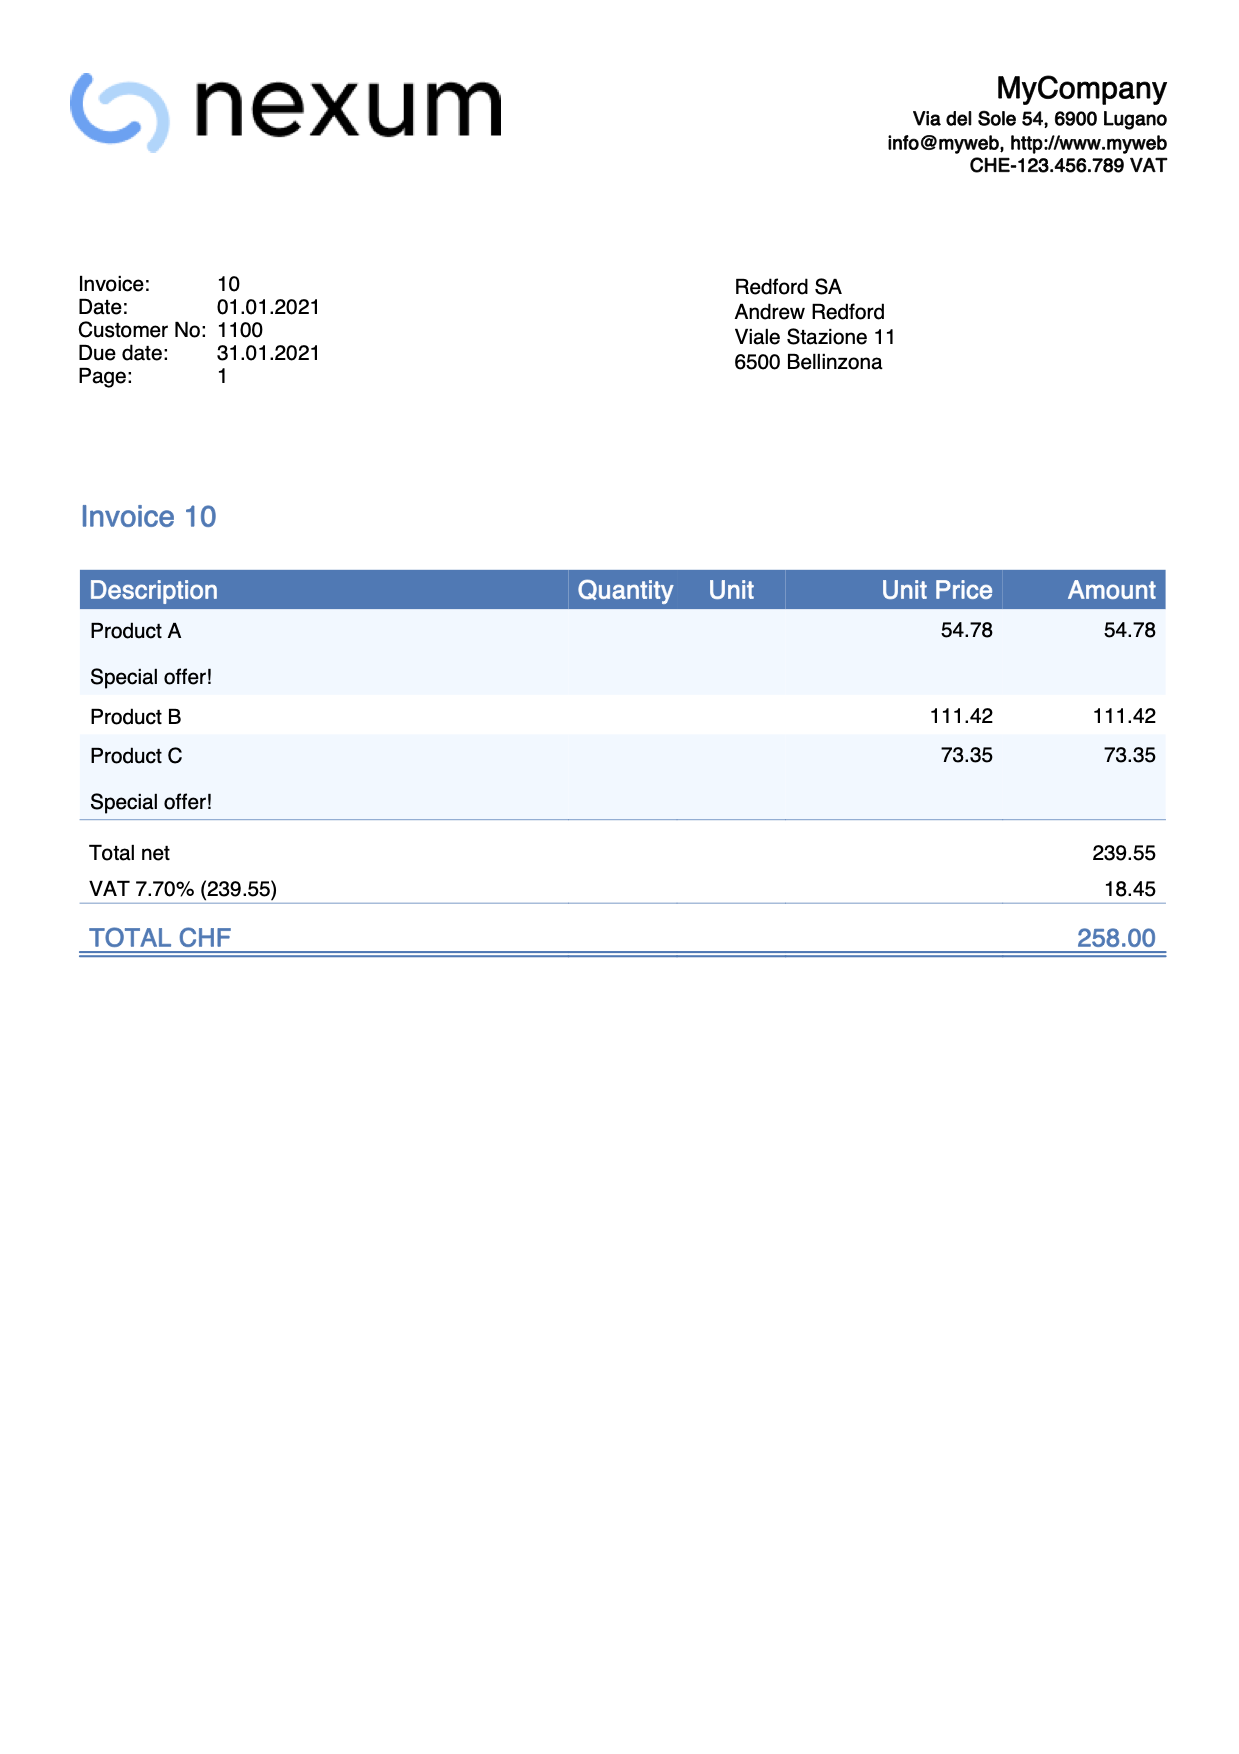 nexum
MyCompany
Via del Sole 54, 6900 Lugano
info@myweb, http://www.myweb
CHE-123.456.789 VAT
Invoice: 10
Date: 01.01.2021
Customer No: 1100
Due date: 31.01.2021
Page: 1
Redford SA
Andrew Redford
Viale Stazione 11
6500 Bellinzona
Invoice 10
Description Quantity Unit Unit Price Amount
Product A 54.78 54.78
Special offer!
Product B 111.42 111.42
Product C 73.35 73.35
Special offer!
Total net 239.55
VAT 7.70% (239.55) 18.45
TOTAL CHF 258.00